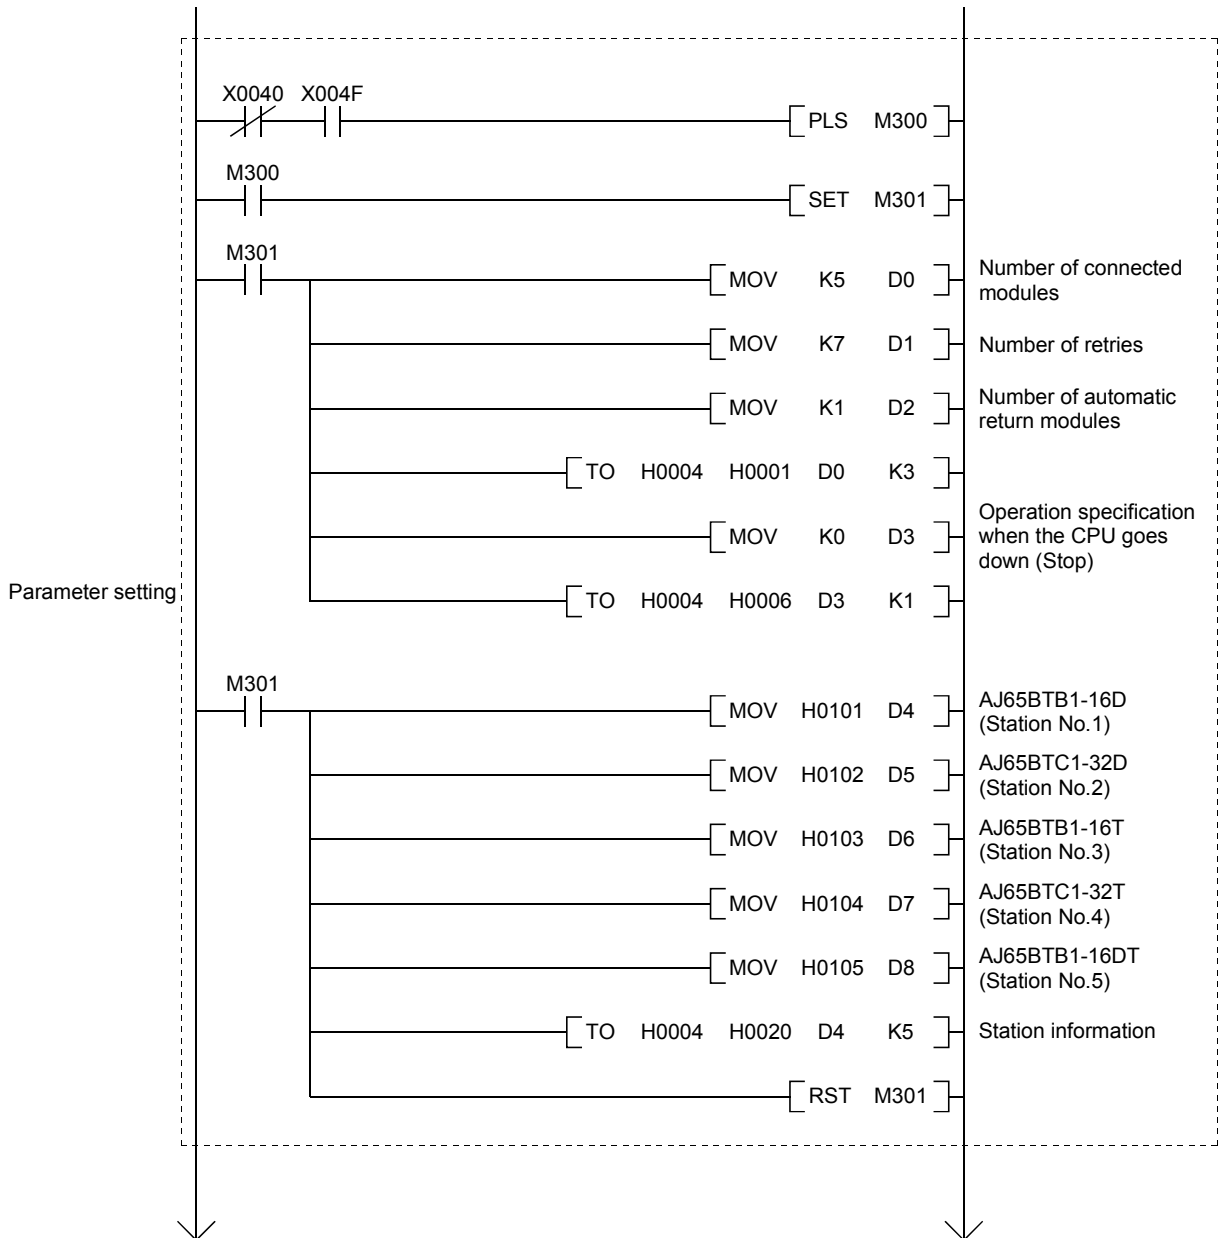 X0040 X004F
PLS M300
M300
SET M301
M301
MOV K5 D0
Number of connected
modules
MOV K7 D1
Number of retries
MOV K1 D2
Number of automatic
return modules
TO H0004 H0001 D0 K3
MOV K0 D3
Operation specification
when the CPU goes
down (Stop)
Parameter setting
TO H0004 H0006 D3 K1
M301
MOV H0101 D4
AJ65BTB1-16D
(Station No.1)
MOV H0102 D5
AJ65BTC1-32D
(Station No.2)
MOV H0103 D6
AJ65BTB1-16T
(Station No.3)
MOV H0104 D7
AJ65BTC1-32T
(Station No.4)
MOV H0105 D8
AJ65BTB1-16DT
(Station No.5)
TO H0004 H0020 D4 K5
Station information
RST M301